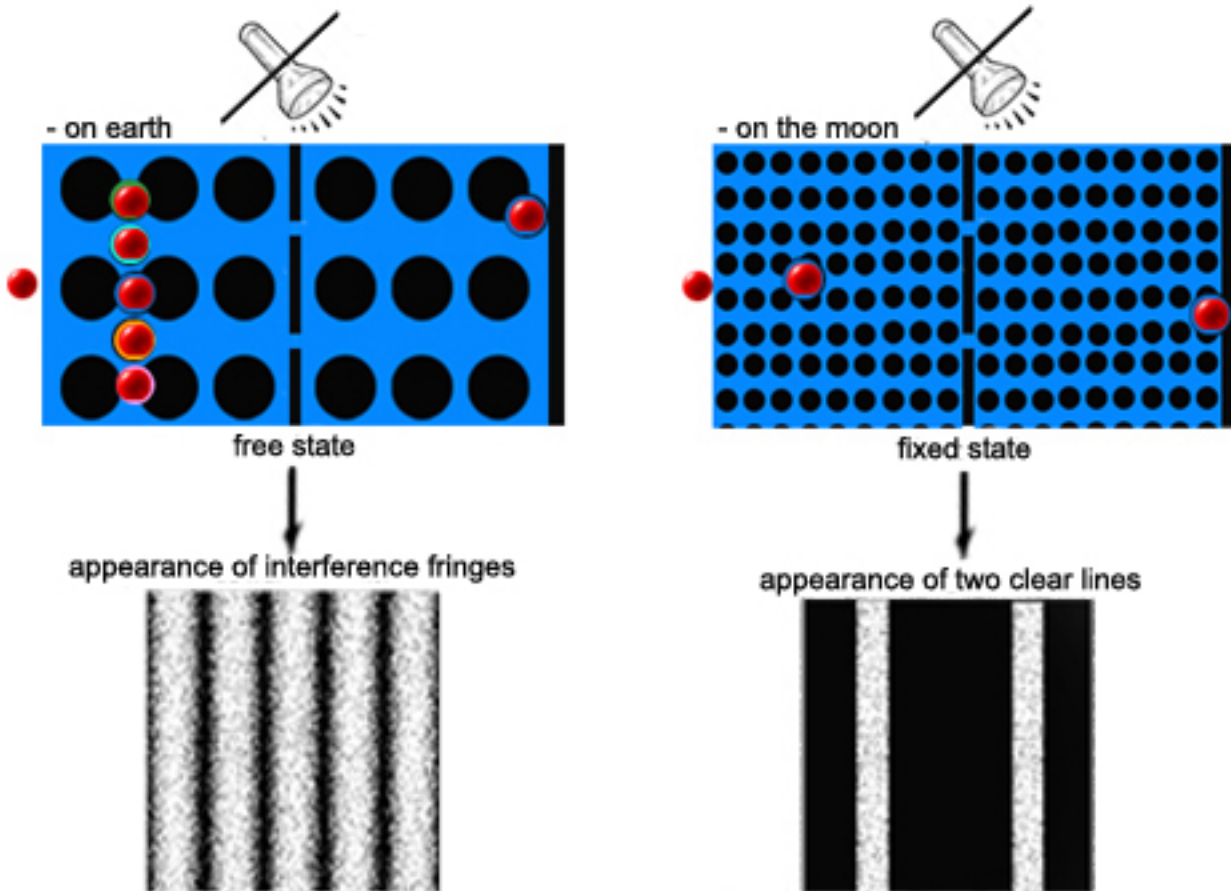 - on earth
- on the moon
free state
fixed state
appearance of interference fringes
appearance of two clear lines